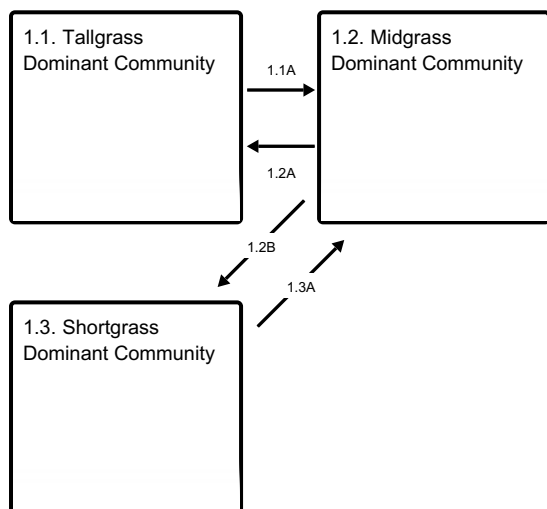 1.1. Tallgrass
Dominant Community
1.2. Midgrass
Dominant Community
1.1A
1.2A
1.2B
1.3A
1.3. Shortgrass
Dominant Community